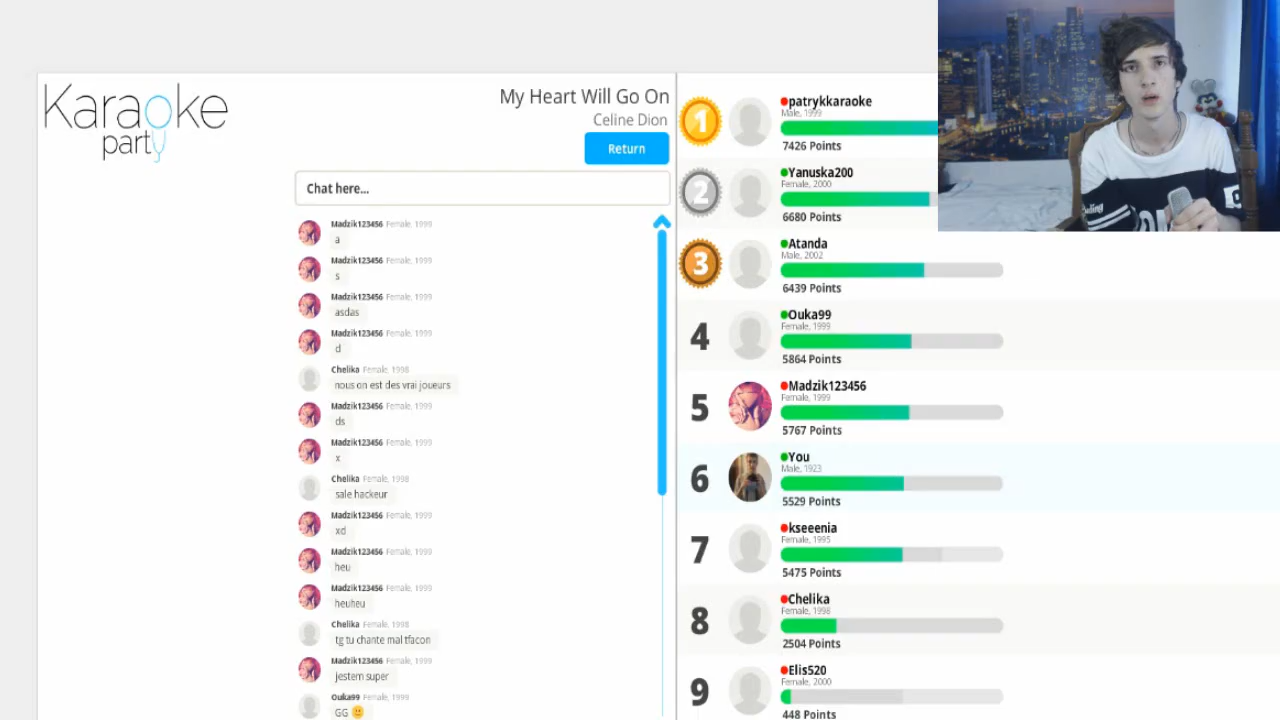 Karaoke
party
My Heart Will Go On
Celine Dion
Return
Chat here...
Madzik123456 Female, 1999
a
Madzik123456 Female, 1999
s
Madzik123456 Female, 1999
asdas
Madzik123456 Female, 1999
d
Chelika Female, 1998
nous on est des vrai joueurs
Madzik123456 Female, 1999
ds
Madzik123456 Female, 1999
x
Chelika Female, 1998
sale hackeur
Madzik123456 Female, 1999
xd
Madzik123456 Female, 1999
heu
Madzik123456 Female, 1999
heuheu
Chelika Female, 1998
tg tu chante mal tfacon
Madzik123456 Female, 1999
jestem super
Ouka99 Female, 1999
GG 🙂
1
patrykkaraoke
Male, 1999
7426 Points
2
Yanuska200
Female, 2000
6680 Points
3
Atanda
Male, 2002
6439 Points
4
Ouka99
Female, 1999
5864 Points
5
Madzik123456
Female, 1999
5767 Points
6
You
Male, 1923
5529 Points
7
kseeenia
Female, 1995
5475 Points
8
Chelika
Female, 1998
2504 Points
9
Elis520
Female, 2000
448 Points